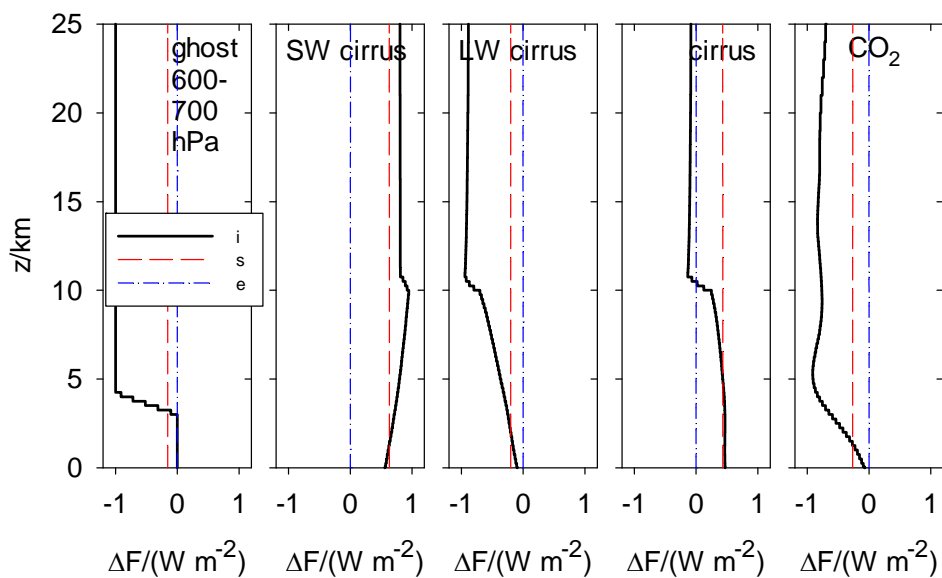 25
20
15
10
5
0
z/km
ghost
600-
700
hPa
SW cirrus
LW cirrus
cirrus
CO₂
i
s
e
-1 0 1
-1 0 1
-1 0 1
-1 0 1
-1 0 1
ΔF/(W m⁻²)
ΔF/(W m⁻²)
ΔF/(W m⁻²)
ΔF/(W m⁻²)
ΔF/(W m⁻²)